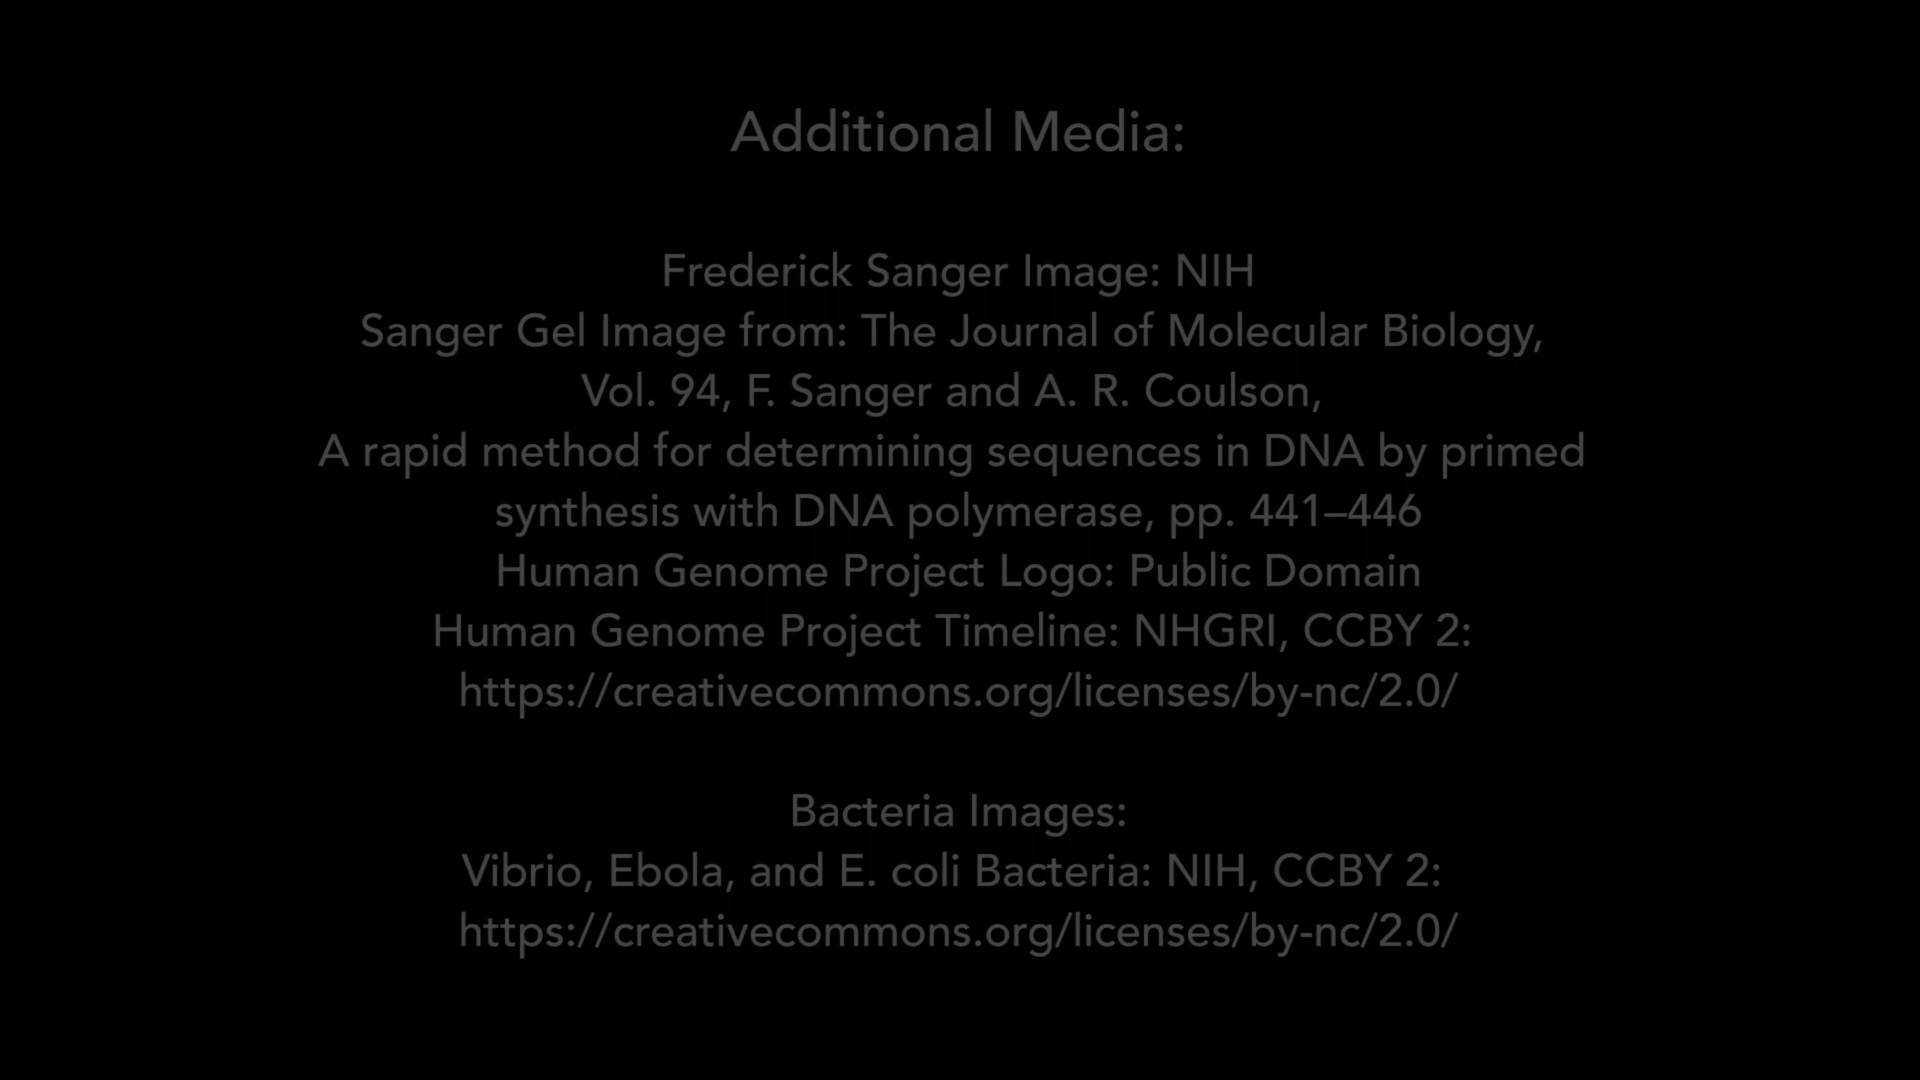 Additional Media:
Frederick Sanger Image: NIH
Sanger Gel Image from: The Journal of Molecular Biology,
Vol. 94, F. Sanger and A. R. Coulson,
A rapid method for determining sequences in DNA by primed
synthesis with DNA polymerase, pp. 441–446
Human Genome Project Logo: Public Domain
Human Genome Project Timeline: NHGRI, CCBY 2:
https://creativecommons.org/licenses/by-nc/2.0/
Bacteria Images:
Vibrio, Ebola, and E. coli Bacteria: NIH, CCBY 2:
https://creativecommons.org/licenses/by-nc/2.0/